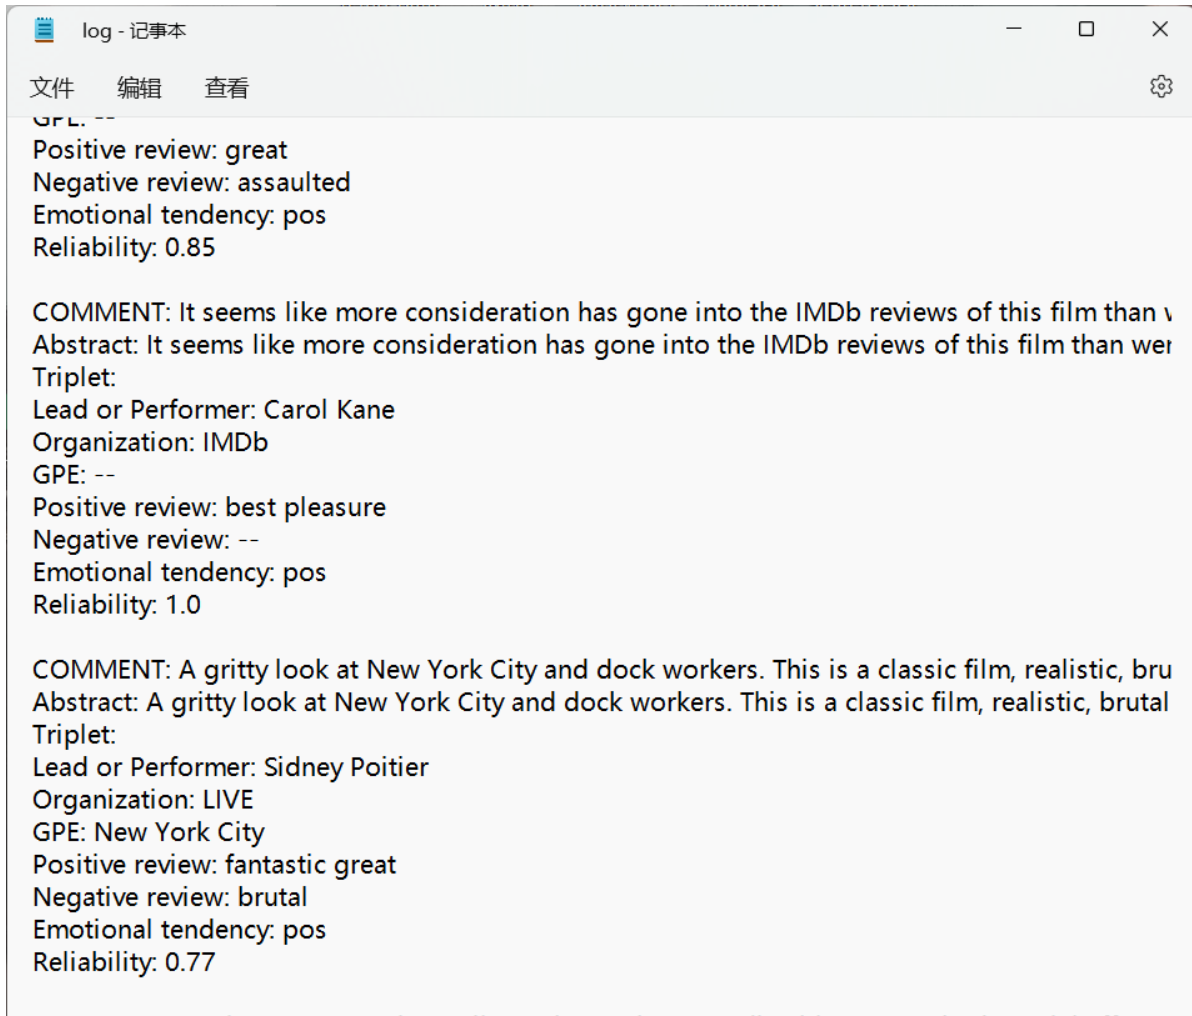 log - 记事本
文件 编辑 查看
GPE: --
Positive review: great
Negative review: assaulted
Emotional tendency: pos
Reliability: 0.85
COMMENT: It seems like more consideration has gone into the IMDb reviews of this film than
Abstract: It seems like more consideration has gone into the IMDb reviews of this film than
Triplet:
Lead or Performer: Carol Kane
Organization: IMDb
GPE: --
Positive review: best pleasure
Negative review: --
Emotional tendency: pos
Reliability: 1.0
COMMENT: A gritty look at New York City and dock workers. This is a classic film, realistic, bru
Abstract: A gritty look at New York City and dock workers. This is a classic film, realistic, brutal
Triplet:
Lead or Performer: Sidney Poitier
Organization: LIVE
GPE: New York City
Positive review: fantastic great
Negative review: brutal
Emotional tendency: pos
Reliability: 0.77